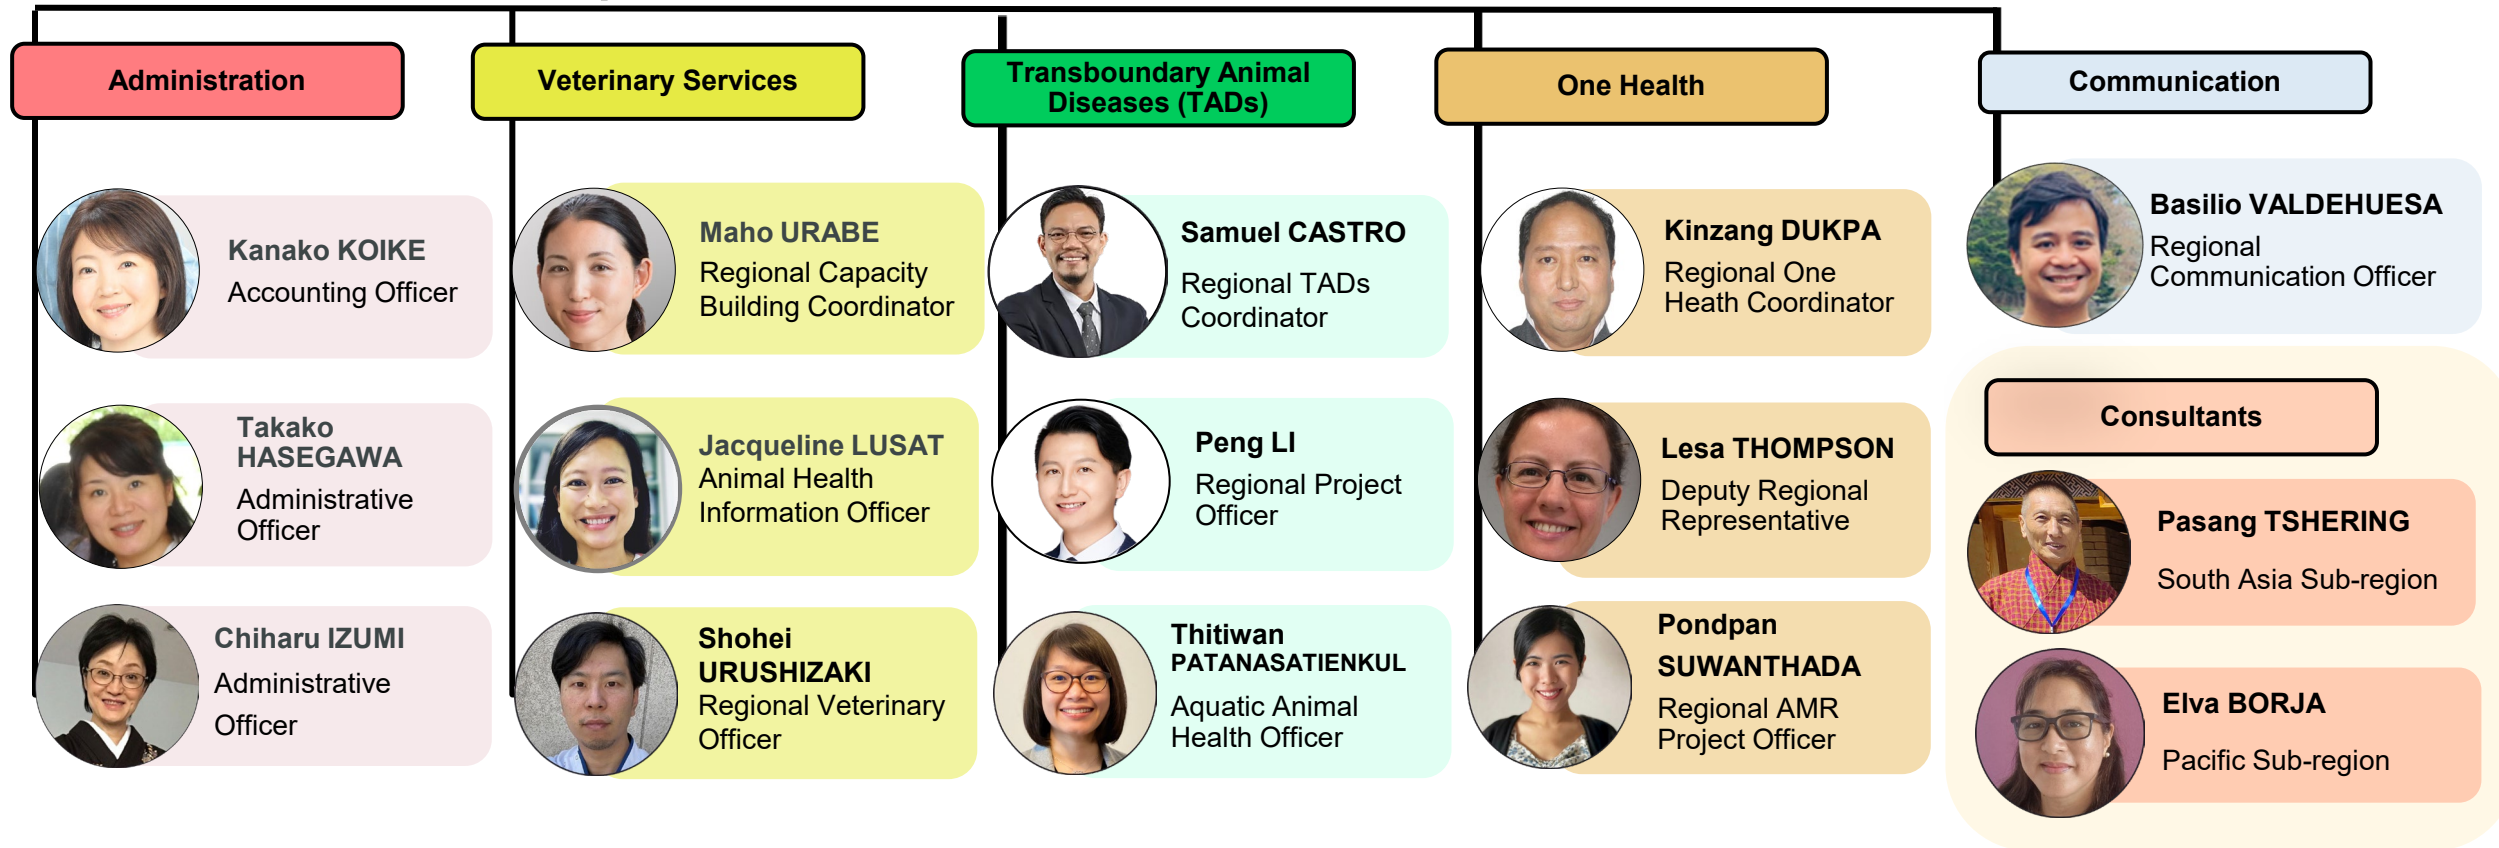 Administration
Kanako KOIKE
Accounting Officer
Takako
HASEGAWA
Administrative
Officer
Chiharu IZUMI
Administrative
Officer
Veterinary Services
Maho URABE
Regional Capacity
Building Coordinator
Jacqueline LUSAT
Animal Health
Information Officer
Shohei
URUSHIZAKI
Regional Veterinary
Officer
Transboundary Animal
Diseases (TADs)
Samuel CASTRO
Regional TADs
Coordinator
Peng LI
Regional Project
Officer
Thitiwan
PATANASATIENKUL
Aquatic Animal
Health Officer
One Health
Kinzang DUKPA
Regional One
Heath Coordinator
Lesa THOMPSON
Deputy Regional
Representative
Pondpan
SUWANTHADA
Regional AMR
Project Officer
Communication
Basilio VALDEHUESA
Regional
Communication Officer
Consultants
Pasang TSHERING
South Asia Sub-region
Elva BORJA
Pacific Sub-region